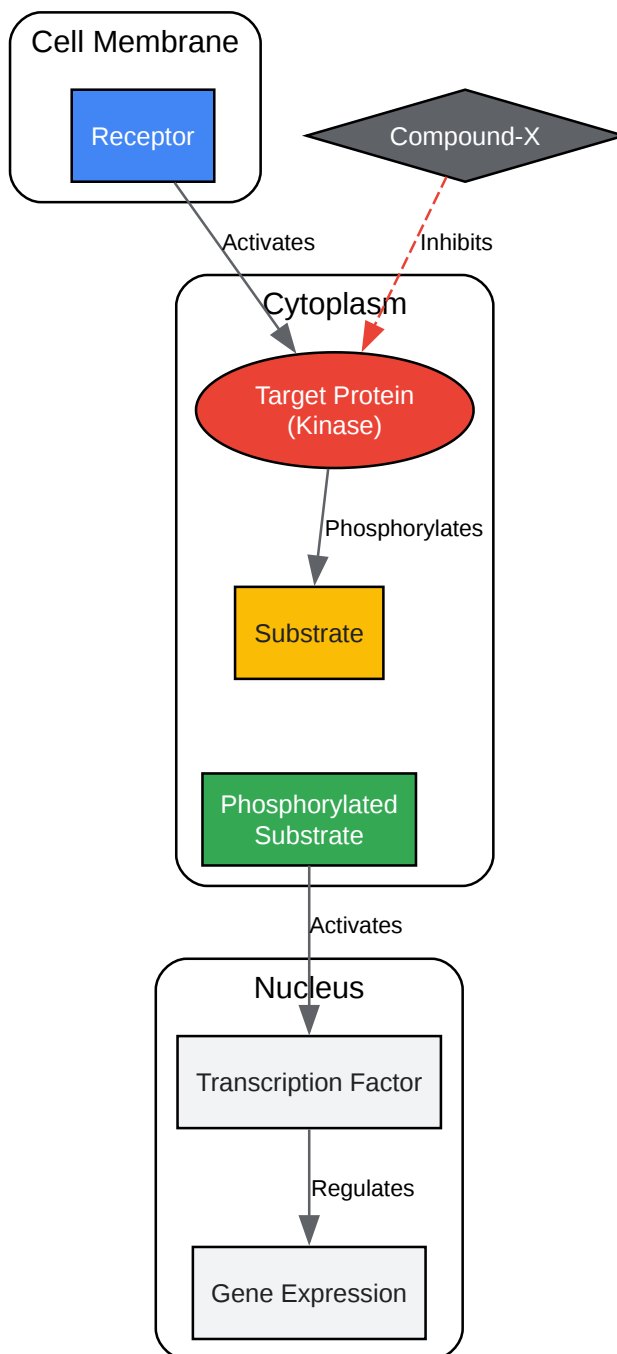 Cell Membrane
Receptor
Compound-X
Activates
Inhibits
Cytoplasm
Target Protein
(Kinase)
Phosphorylates
Substrate
Phosphorylated
Substrate
Activates
Nucleus
Transcription Factor
Regulates
Gene Expression